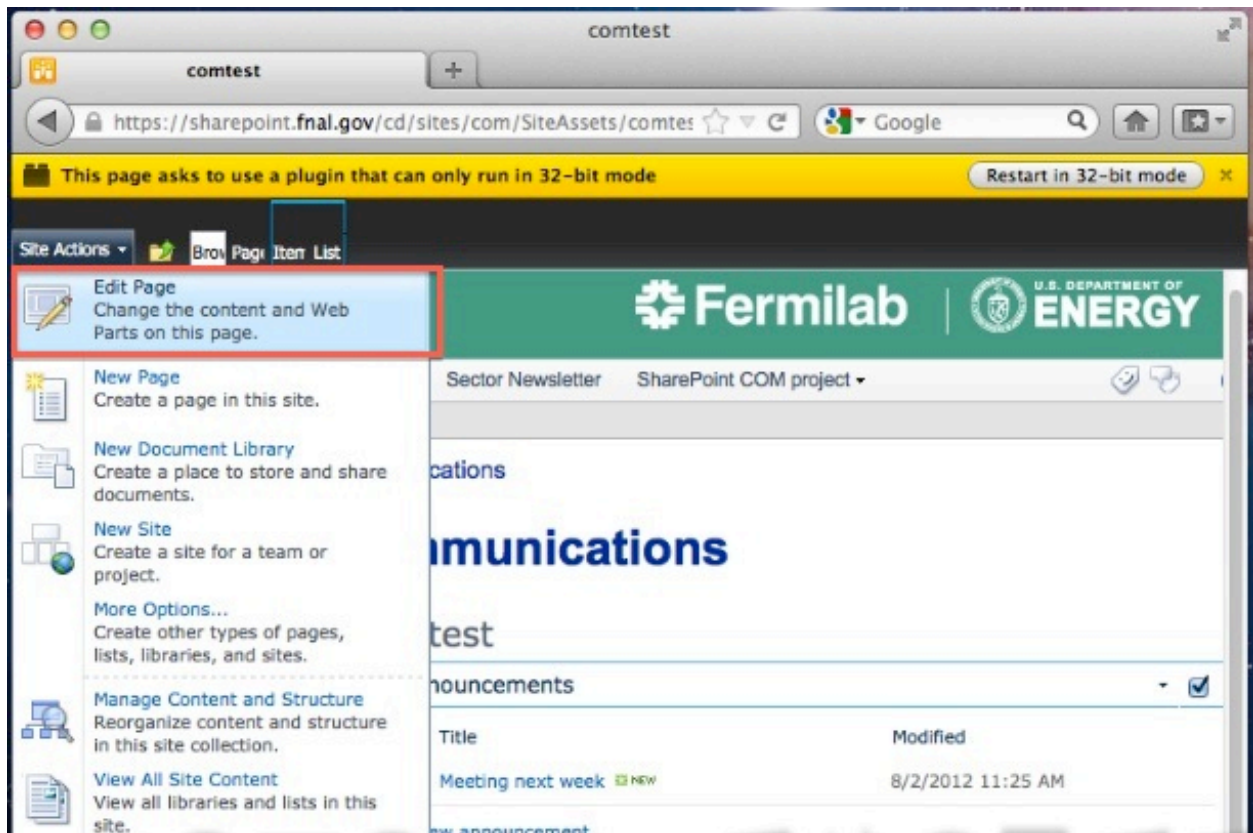 comtest
comtest
https://sharepoint.fnal.gov/cd/sites/com/SiteAssets/comtes
Google
This page asks to use a plugin that can only run in 32-bit mode
Restart in 32-bit mode
Site Actions
Brov
Page
Item
List
Edit Page
Change the content and Web
Parts on this page.
Fermilab
U.S. DEPARTMENT OF
ENERGY
New Page
Create a page in this site.
Sector Newsletter
SharePoint COM project
New Document Library
Create a place to store and share
documents.
cations
New Site
Create a site for a team or
project.
mmunications
More Options...
Create other types of pages,
lists, libraries, and sites.
test
Manage Content and Structure
Reorganize content and structure
in this site collection.
nouncements
Title
Modified
View All Site Content
View all libraries and lists in this
site.
Meeting next week
NEW
8/2/2012 11:25 AM
announcement